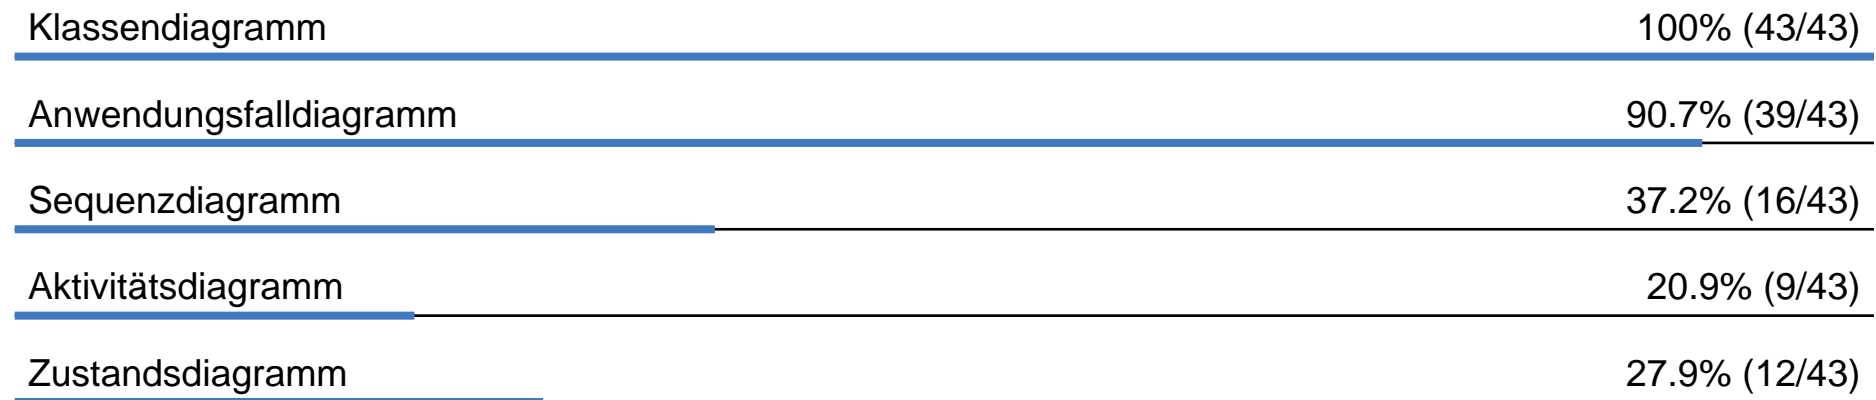 Klassendiagramm 100% (43/43)
Anwendungsfalldiagramm 90.7% (39/43)
Sequenzdiagramm 37.2% (16/43)
Aktivitätsdiagramm 20.9% (9/43)
Zustandsdiagramm 27.9% (12/43)